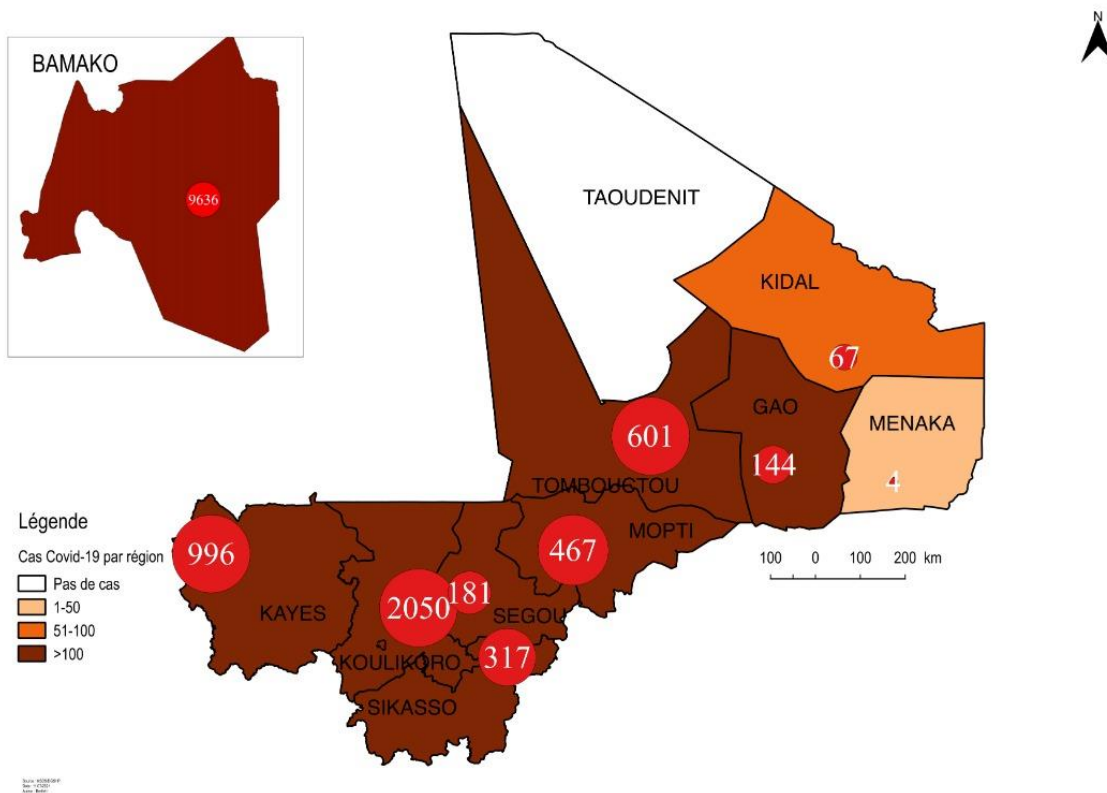 N
BAMAKO
9636
TAOUDENIT
KIDAL
67
GAO
MENAKA
601
144
4
TOMBOUCTOU
MOPTI
467
996
2050
181
SEGOU
KAYES
317
KOULIKORO
SIKASSO
100 0 100 200 km
Légende
Cas Covid-19 par région
Pas de cas
1-50
51-100
>100